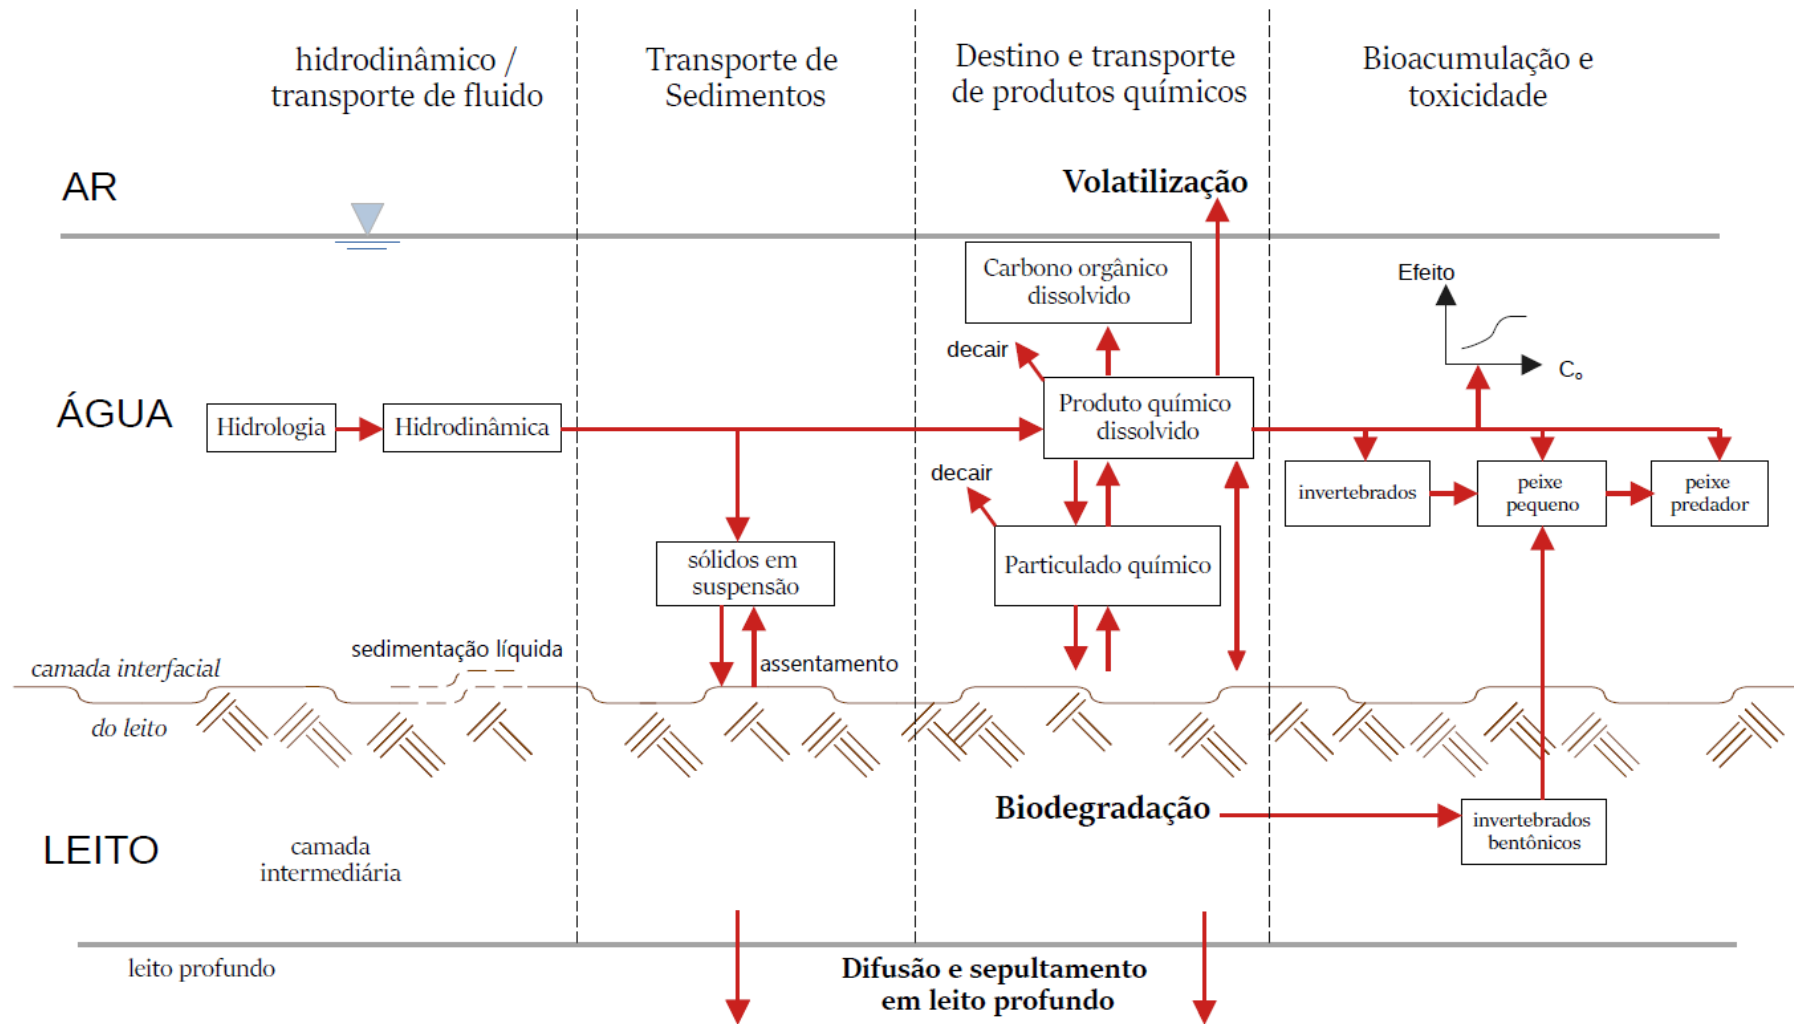 hidrodinâmico /
transporte de fluido
Transporte de
Sedimentos
Destino e transporte
de produtos químicos
Bioacumulação e
toxicidade
AR
Volatilização
Carbono orgânico
dissolvido
Efeito
decair
Cₒ
ÁGUA
Hidrologia
Hidrodinâmica
Produto químico
dissolvido
decair
invertebrados
peixe
pequeno
peixe
predador
sólidos em
suspensão
Particulado químico
sedimentação líquida
camada interfacial
assentamento
do leito
Biodegradação
invertebrados
bentônicos
LEITO
camada
intermediária
leito profundo
Difusão e sepultamento
em leito profundo